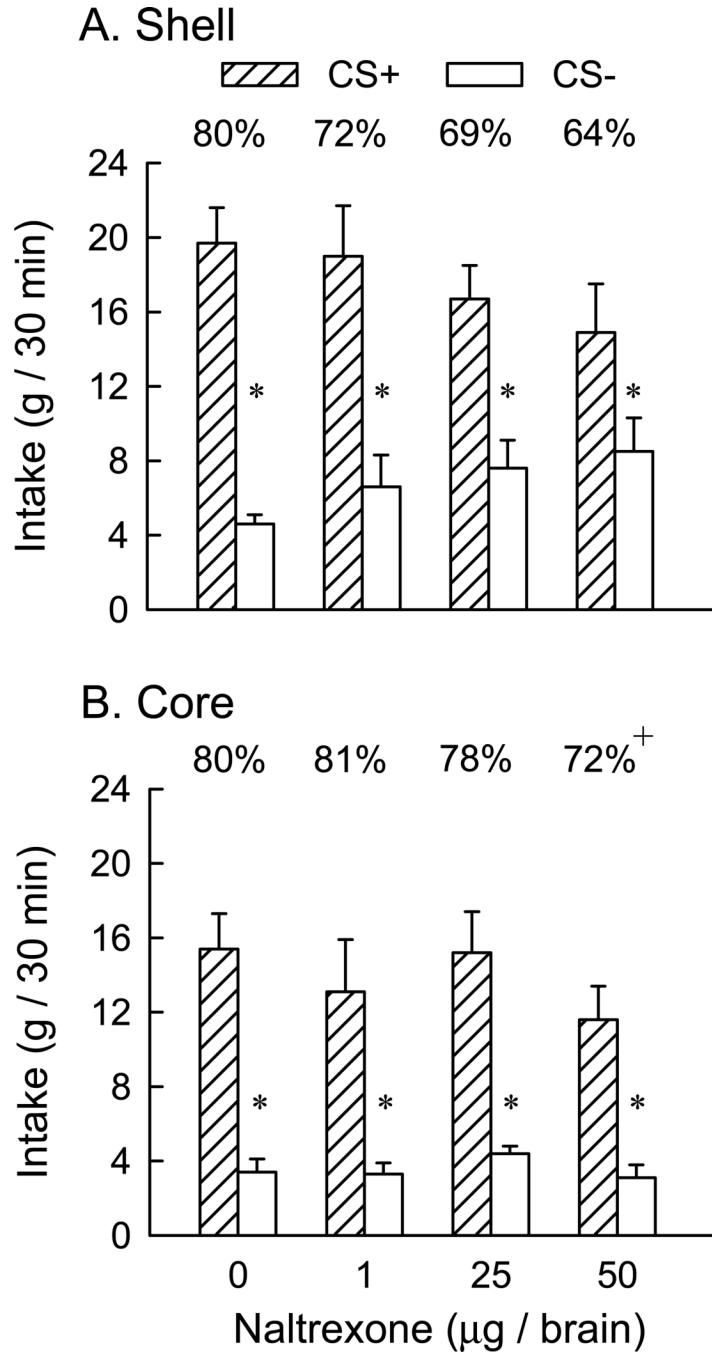 A. Shell
CS+ CS-
80% 72% 69% 64%
24
20
16
12
8
4
0
Intake (g / 30 min)
* * * *
B. Core
80% 81% 78% 72%+
24
20
16
12
8
4
0
Intake (g / 30 min)
* * * *
0 1 25 50
Naltrexone (μg / brain)